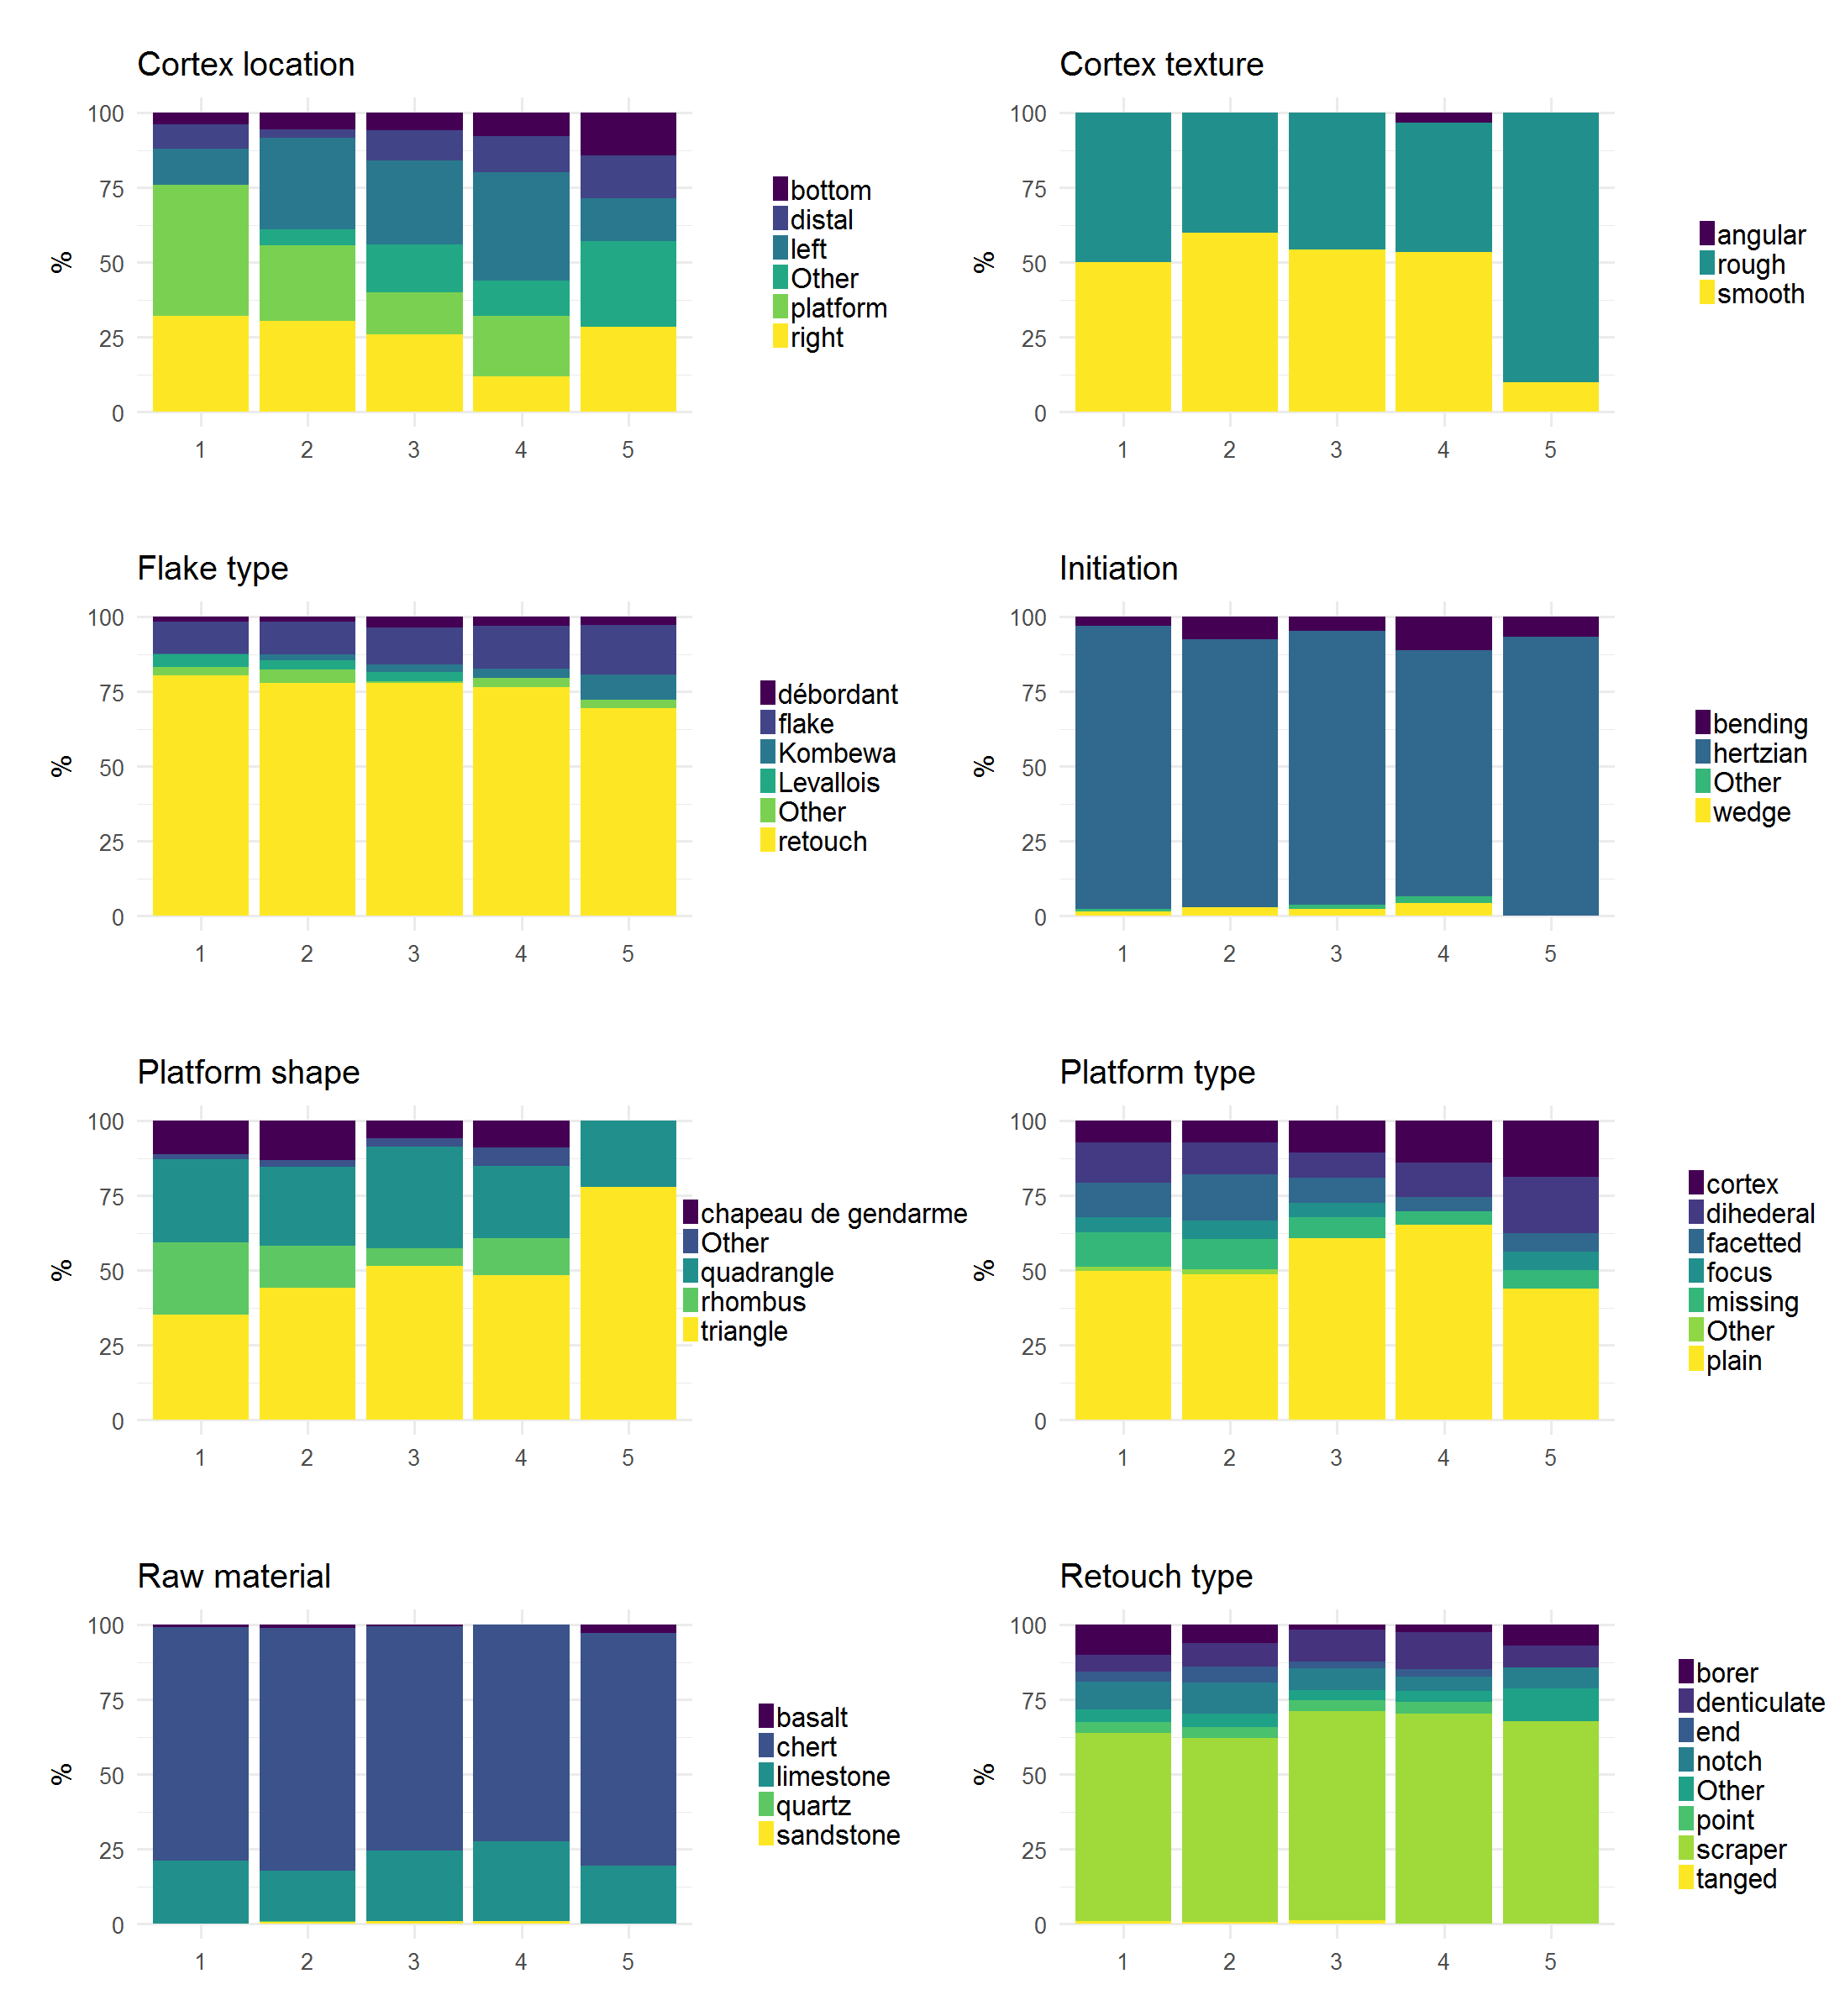 Cortex location
100
75
50
25
0
%
1 2 3 4 5
bottom
distal
left
Other
platform
right
Cortex texture
100
75
50
25
0
%
1 2 3 4 5
angular
rough
smooth
Flake type
100
75
50
25
0
%
1 2 3 4 5
débordant
flake
Kombewa
Levallois
Other
retouch
Initiation
100
75
50
25
0
%
1 2 3 4 5
bending
hertzian
Other
wedge
Platform shape
100
75
50
25
0
%
1 2 3 4 5
chapeau de gendarme
Other
quadrangle
rhombus
triangle
Platform type
100
75
50
25
0
%
1 2 3 4 5
cortex
dihederal
facetted
focus
missing
Other
plain
Raw material
100
75
50
25
0
%
1 2 3 4 5
basalt
chert
limestone
quartz
sandstone
Retouch type
100
75
50
25
0
%
1 2 3 4 5
borer
denticulate
end
notch
Other
point
scraper
tanged